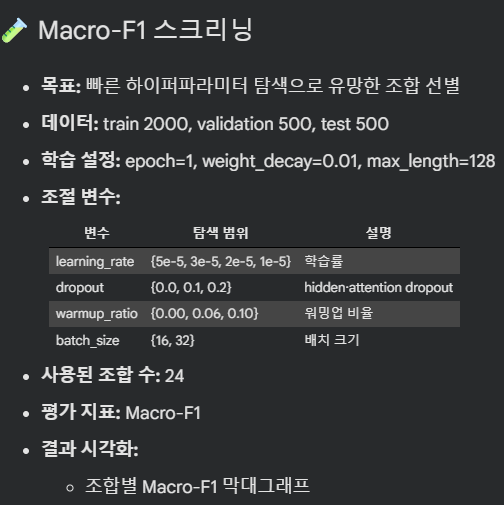 🧪 Macro-F1 스크리닝
목표: 빠른 하이퍼파라미터 탐색으로 유망한 조합 선별
데이터: train 2000, validation 500, test 500
학습 설정: epoch=1, weight_decay=0.01, max_length=128
조절 변수:
변수 탐색 범위 설명
learning_rate {5e-5, 3e-5, 2e-5, 1e-5} 학습률
dropout {0.0, 0.1, 0.2} hidden·attention dropout
warmup_ratio {0.00, 0.06, 0.10} 워밍업 비율
batch_size {16, 32} 배치 크기
사용된 조합 수: 24
평가 지표: Macro-F1
결과 시각화:
조합별 Macro-F1 막대그래프